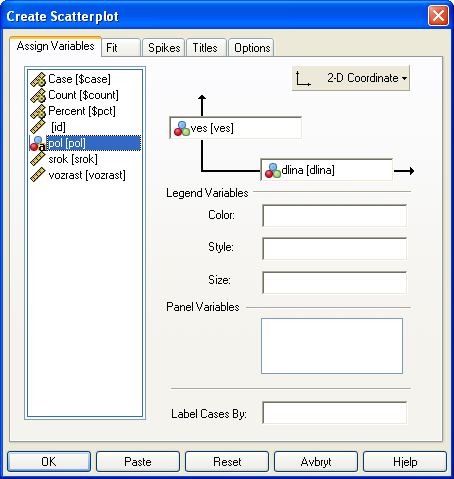 Create Scatterplot
Assign Variables Fit Spikes Titles Options
Case [$case]
Count [$count]
Percent [$pct]
[id]
pol [pol]
srok [srok]
vozrast [vozrast]
2-D Coordinate
ves [ves]
dlina [dlina]
Legend Variables
Color:
Style:
Size:
Panel Variables
Label Cases By:
OK Paste Reset Avbryt Hjelp